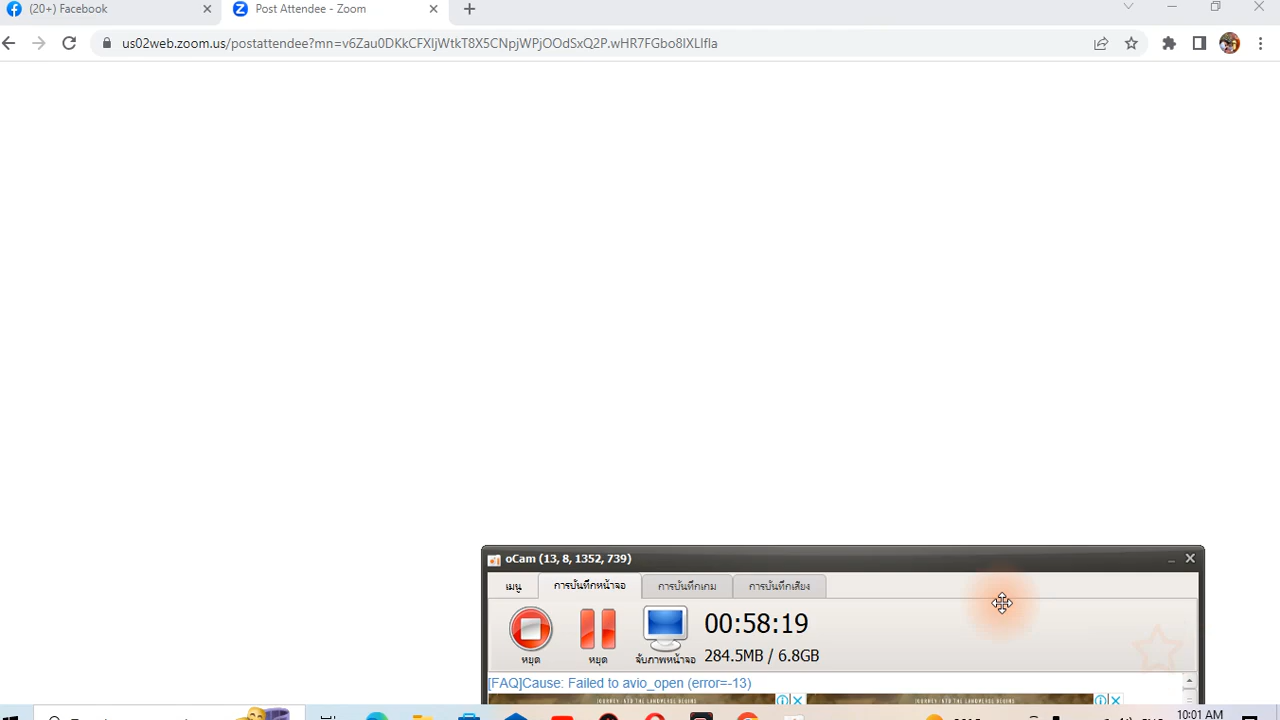 (20+) Facebook
Post Attendee - Zoom
us02web.zoom.us/postattendee?mn=v6Zau0DKkCFXIjWtkT8X5CNpjWPjOOdSxQ2P.wHR7FGbo8IXLIfla
oCam (13, 8, 1352, 739)
เมนู
การบันทึกหน้าจอ
การบันทึกเกม
การบันทึกเสียง
00:58:19
หยุด
หยุด
จับภาพหน้าจอ
284.5MB / 6.8GB
[FAQ]Cause: Failed to avio_open (error=-13)
10:01 AM